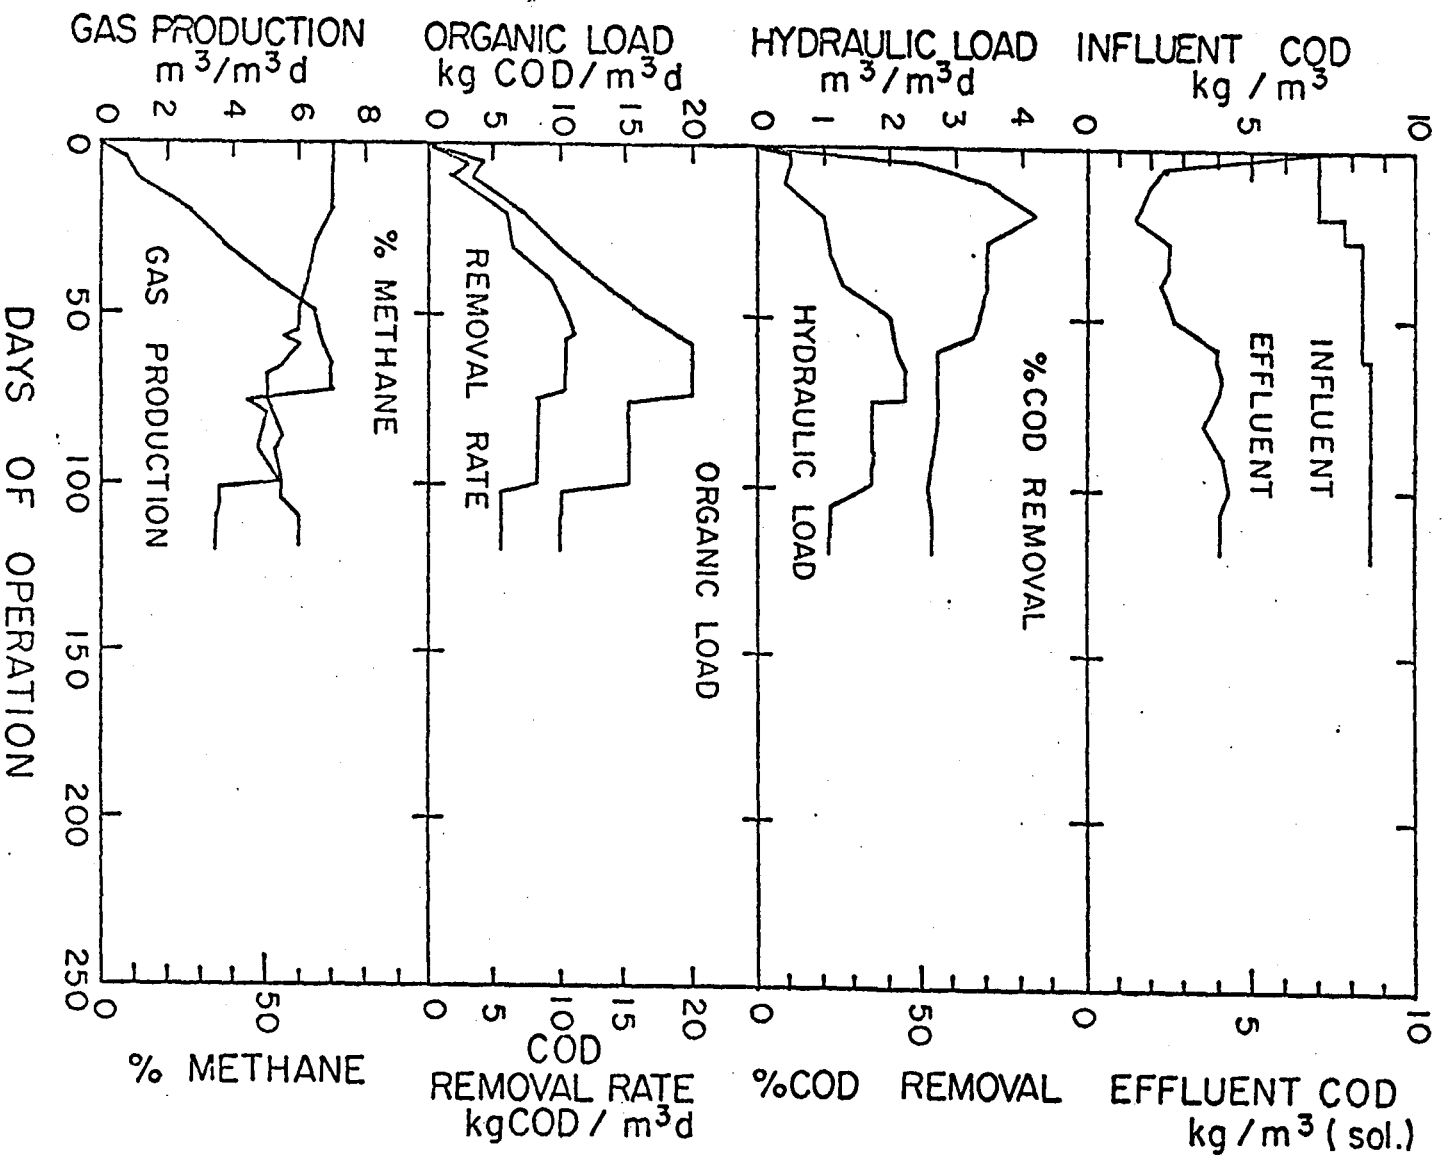 GAS PRODUCTION
m³/m³d
ORGANIC LOAD
kg COD/m³d
HYDRAULIC LOAD
m³/m³d
INFLUENT COD
kg/m³
0 2 4 6 8
0 5 10 15 20
0 1 2 3 4
0 5 10
0 50 100 150 200 250
DAYS OF OPERATION
GAS PRODUCTION
% METHANE
REMOVAL RATE
ORGANIC LOAD
HYDRAULIC LOAD
%COD REMOVAL
EFFLUENT
INFLUENT
0 50
0 5 10 15 20
0 50
0 5 10
% METHANE
COD
REMOVAL RATE
kgCOD/m³d
%COD REMOVAL
EFFLUENT COD
kg/m³(sol.)